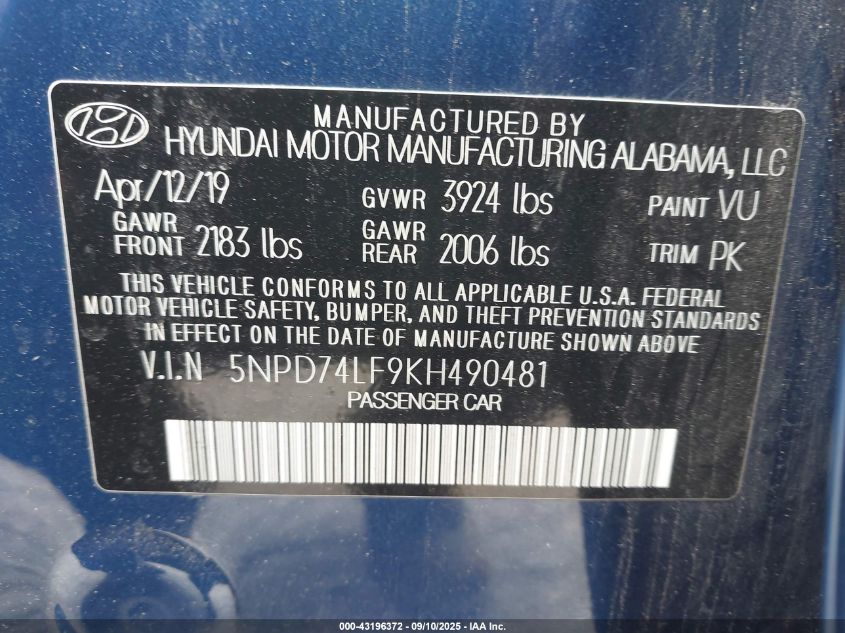 MANUFACTURED BY
HYUNDAI MOTOR MANUFACTURING ALABAMA, LLC
Apr/12/19 GVWR 3924 lbs PAINT VU
GAWR FRONT 2183 lbs GAWR REAR 2006 lbs TRIM PK
THIS VEHICLE CONFORMS TO ALL APPLICABLE U.S.A. FEDERAL
MOTOR VEHICLE SAFETY, BUMPER, AND THEFT PREVENTION STANDARDS
IN EFFECT ON THE DATE OF MANUFACTURE SHOWN ABOVE
V.I.N 5NPD74LF9KH490481
PASSENGER CAR
000-43196372 - 09/10/2025 - IAA Inc.